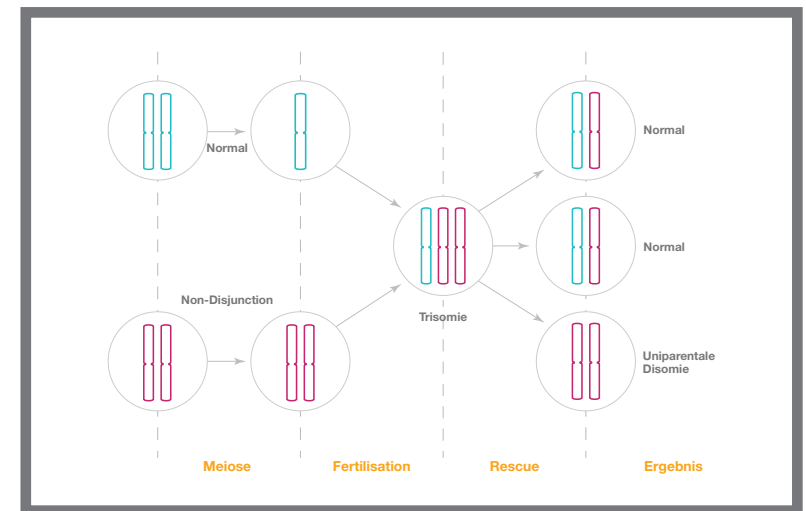 Normal
Normal
Normal
Non-Disjunction
Trisomie
Uniparentale
Disomie
Meiose
Fertilisation
Rescue
Ergebnis